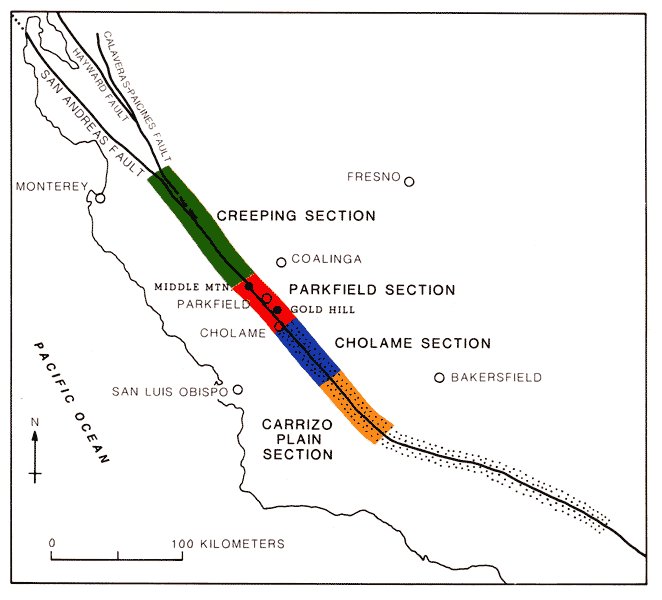 CALAVERAS-PAICINES FAULT
HAYWARD FAULT
SAN ANDREAS FAULT
MONTEREY
FRESNO
CREEPING SECTION
COALINGA
MIDDLE MTN.
PARKFIELD SECTION
PARKFIELD
GOLD HILL
CHOLAME
CHOLAME SECTION
PACIFIC OCEAN
SAN LUIS OBISPO
BAKERSFIELD
CARRIZO
PLAIN
SECTION
N
0
100 KILOMETERS